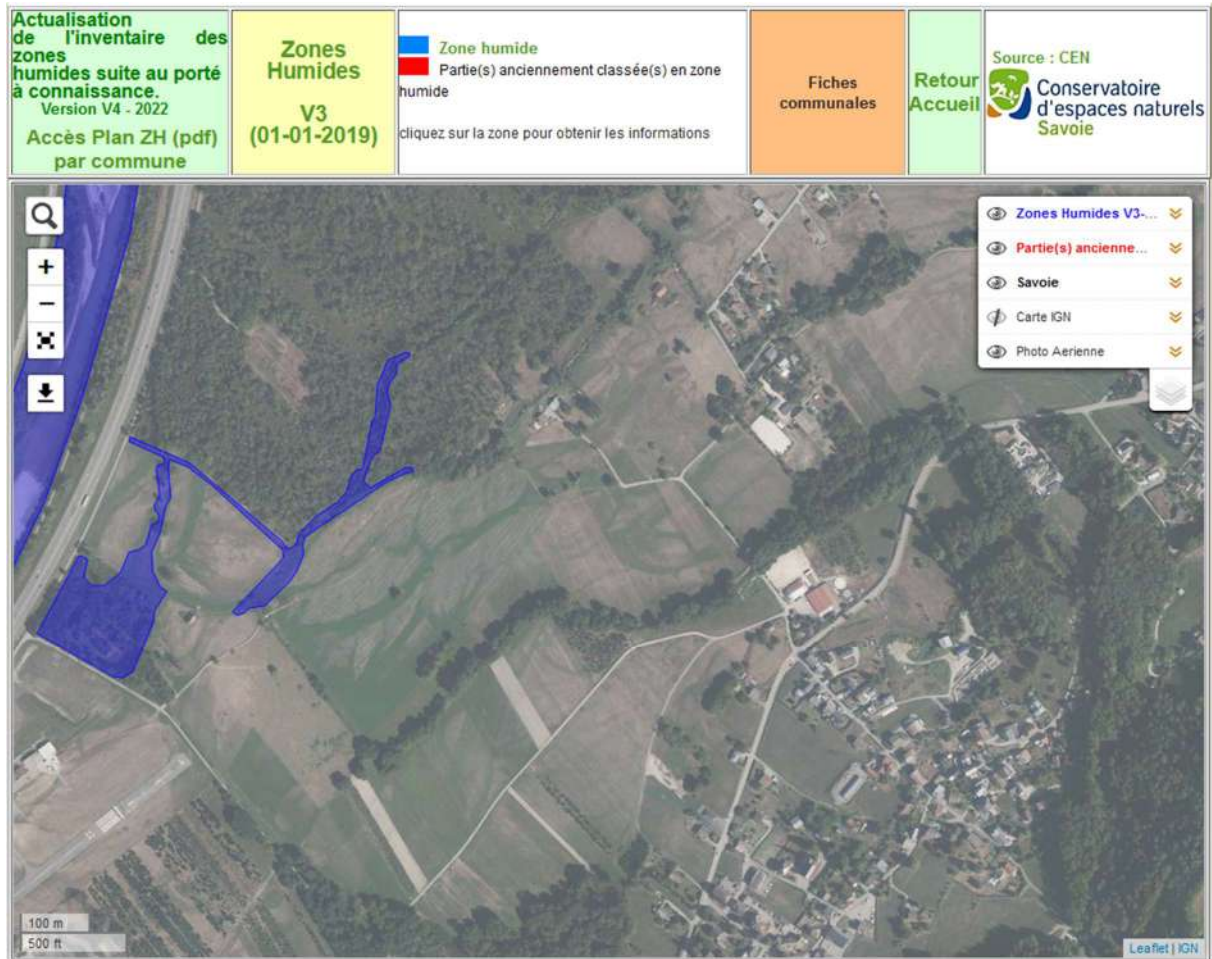 Actualisation
de l'inventaire des
zones
humides suite au porté
à connaissance.
Version V4 - 2022
Accès Plan ZH (pdf)
par commune
Zones
Humides
V3
(01-01-2019)
Zone humide
Partie(s) anciennement classée(s) en zone
humide
cliquez sur la zone pour obtenir les informations
Fiches
communales
Retour
Accueil
Source : CEN
Conservatoire
d'espaces naturels
Savoie
+
−
Zones Humides V3-...
Partie(s) ancienne...
Savoie
Carte IGN
Photo Aerienne
100 m
500 ft
Leaflet | IGN